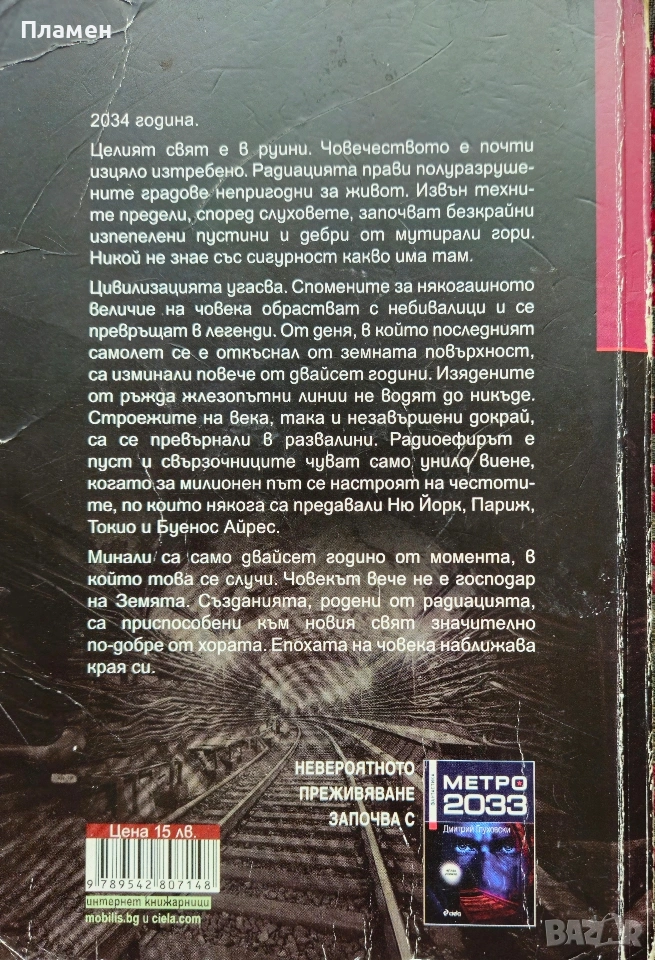 Пламен
2034 година.
Целият свят е в руини. Човечеството е почти
изцяло изтребено. Радиацията прави полуразруше-
ните градове непригодни за живот. Извън техни-
те предели, според слуховете, започват безкрайни
изпепелени пустини и дебри от мутирали гори.
Никой не знае със сигурност какво има там.
Цивилизацията угасва. Спомените за някогашното
величие на човека обрастват с небивалици и се
превръщат в легенди. От деня, в който последният
самолет се е откъснал от земната повърхност,
са изминали повече от двайсет години. Изядените
от ръжда жлезопътни линии не водят до никъде.
Строежите на века, така и незавършени докрай,
са се превърнали в развалини. Радиоефирът е
пуст и свързочниците чуват само унило виене,
когато за милионен път се настроят на честоти-
те, по които някога са предавали Ню Йорк, Париж,
Токио и Буенос Айрес.
Минали са само двайсет годино от момента, в
който това се случи. Човекът вече не е господар
на Земята. Създанията, родени от радиацията,
са приспособени към новия свят значително
по-добре от хората. Епохата на човека наближава
края си.
НЕВЕРОЯТНОТО
ПРЕЖИВЯВАНЕ
ЗАПОЧВА С
МЕТРО
2033
Дмитрий Глуховски
ciela
Цена 15 лв.
9 789542 807148
интернет книжарници
mobilis.bg и ciela.com
BAZAR